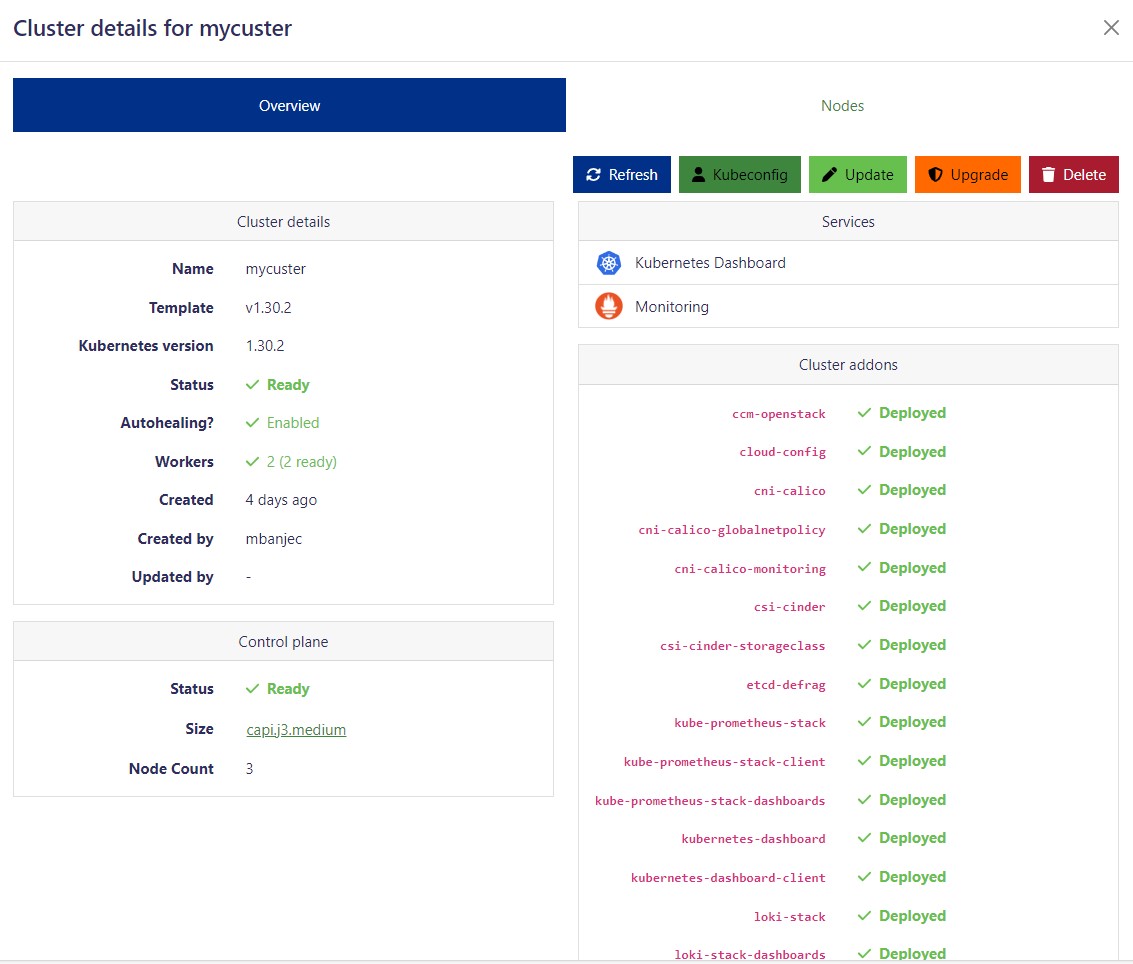 Cluster details for mycuster
Overview
Nodes
Refresh
Kubeconfig
Update
Upgrade
Delete
Cluster details
Name mycuster
Template v1.30.2
Kubernetes version 1.30.2
Status Ready
Autohealing? Enabled
Workers 2 (2 ready)
Created 4 days ago
Created by mbanjec
Updated by -
Control plane
Status Ready
Size capi.j3.medium
Node Count 3
Services
Kubernetes Dashboard
Monitoring
Cluster addons
ccm-openstack Deployed
cloud-config Deployed
cni-calico Deployed
cni-calico-globalnetpolicy Deployed
cni-calico-monitoring Deployed
csi-cinder Deployed
csi-cinder-storageclass Deployed
etcd-defrag Deployed
kube-prometheus-stack Deployed
kube-prometheus-stack-client Deployed
kube-prometheus-stack-dashboards Deployed
kubernetes-dashboard Deployed
kubernetes-dashboard-client Deployed
loki-stack Deployed
loki-stack-dashboards Deployed